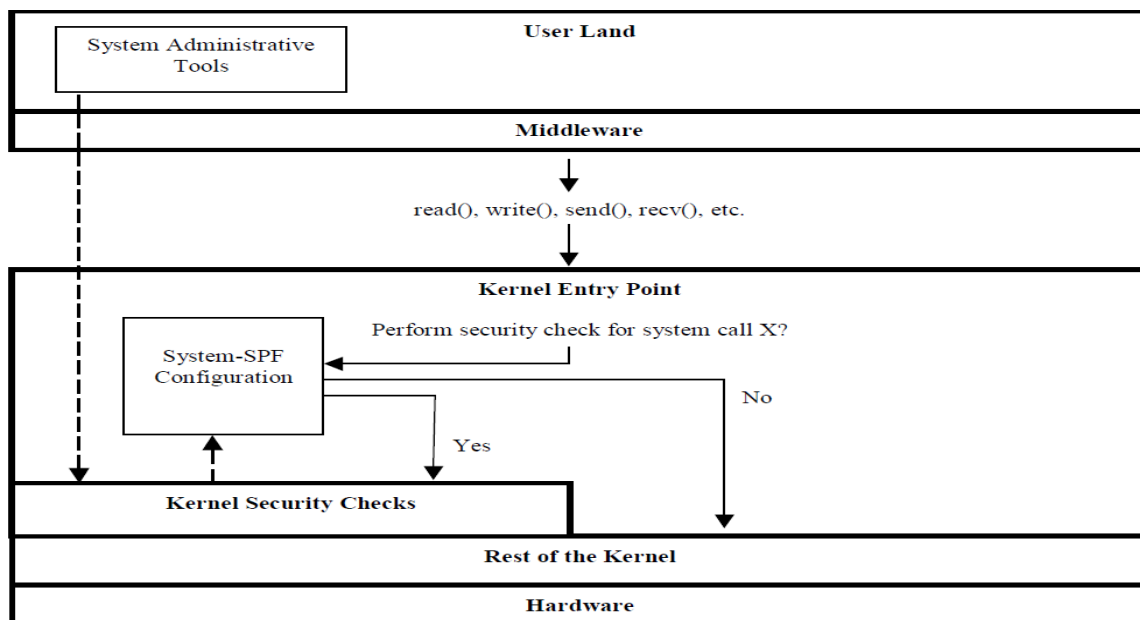 User Land
System Administrative
Tools
Middleware
read(), write(), send(), recv(), etc.
Kernel Entry Point
Perform security check for system call X?
System-SPF
Configuration
No
Yes
Kernel Security Checks
Rest of the Kernel
Hardware